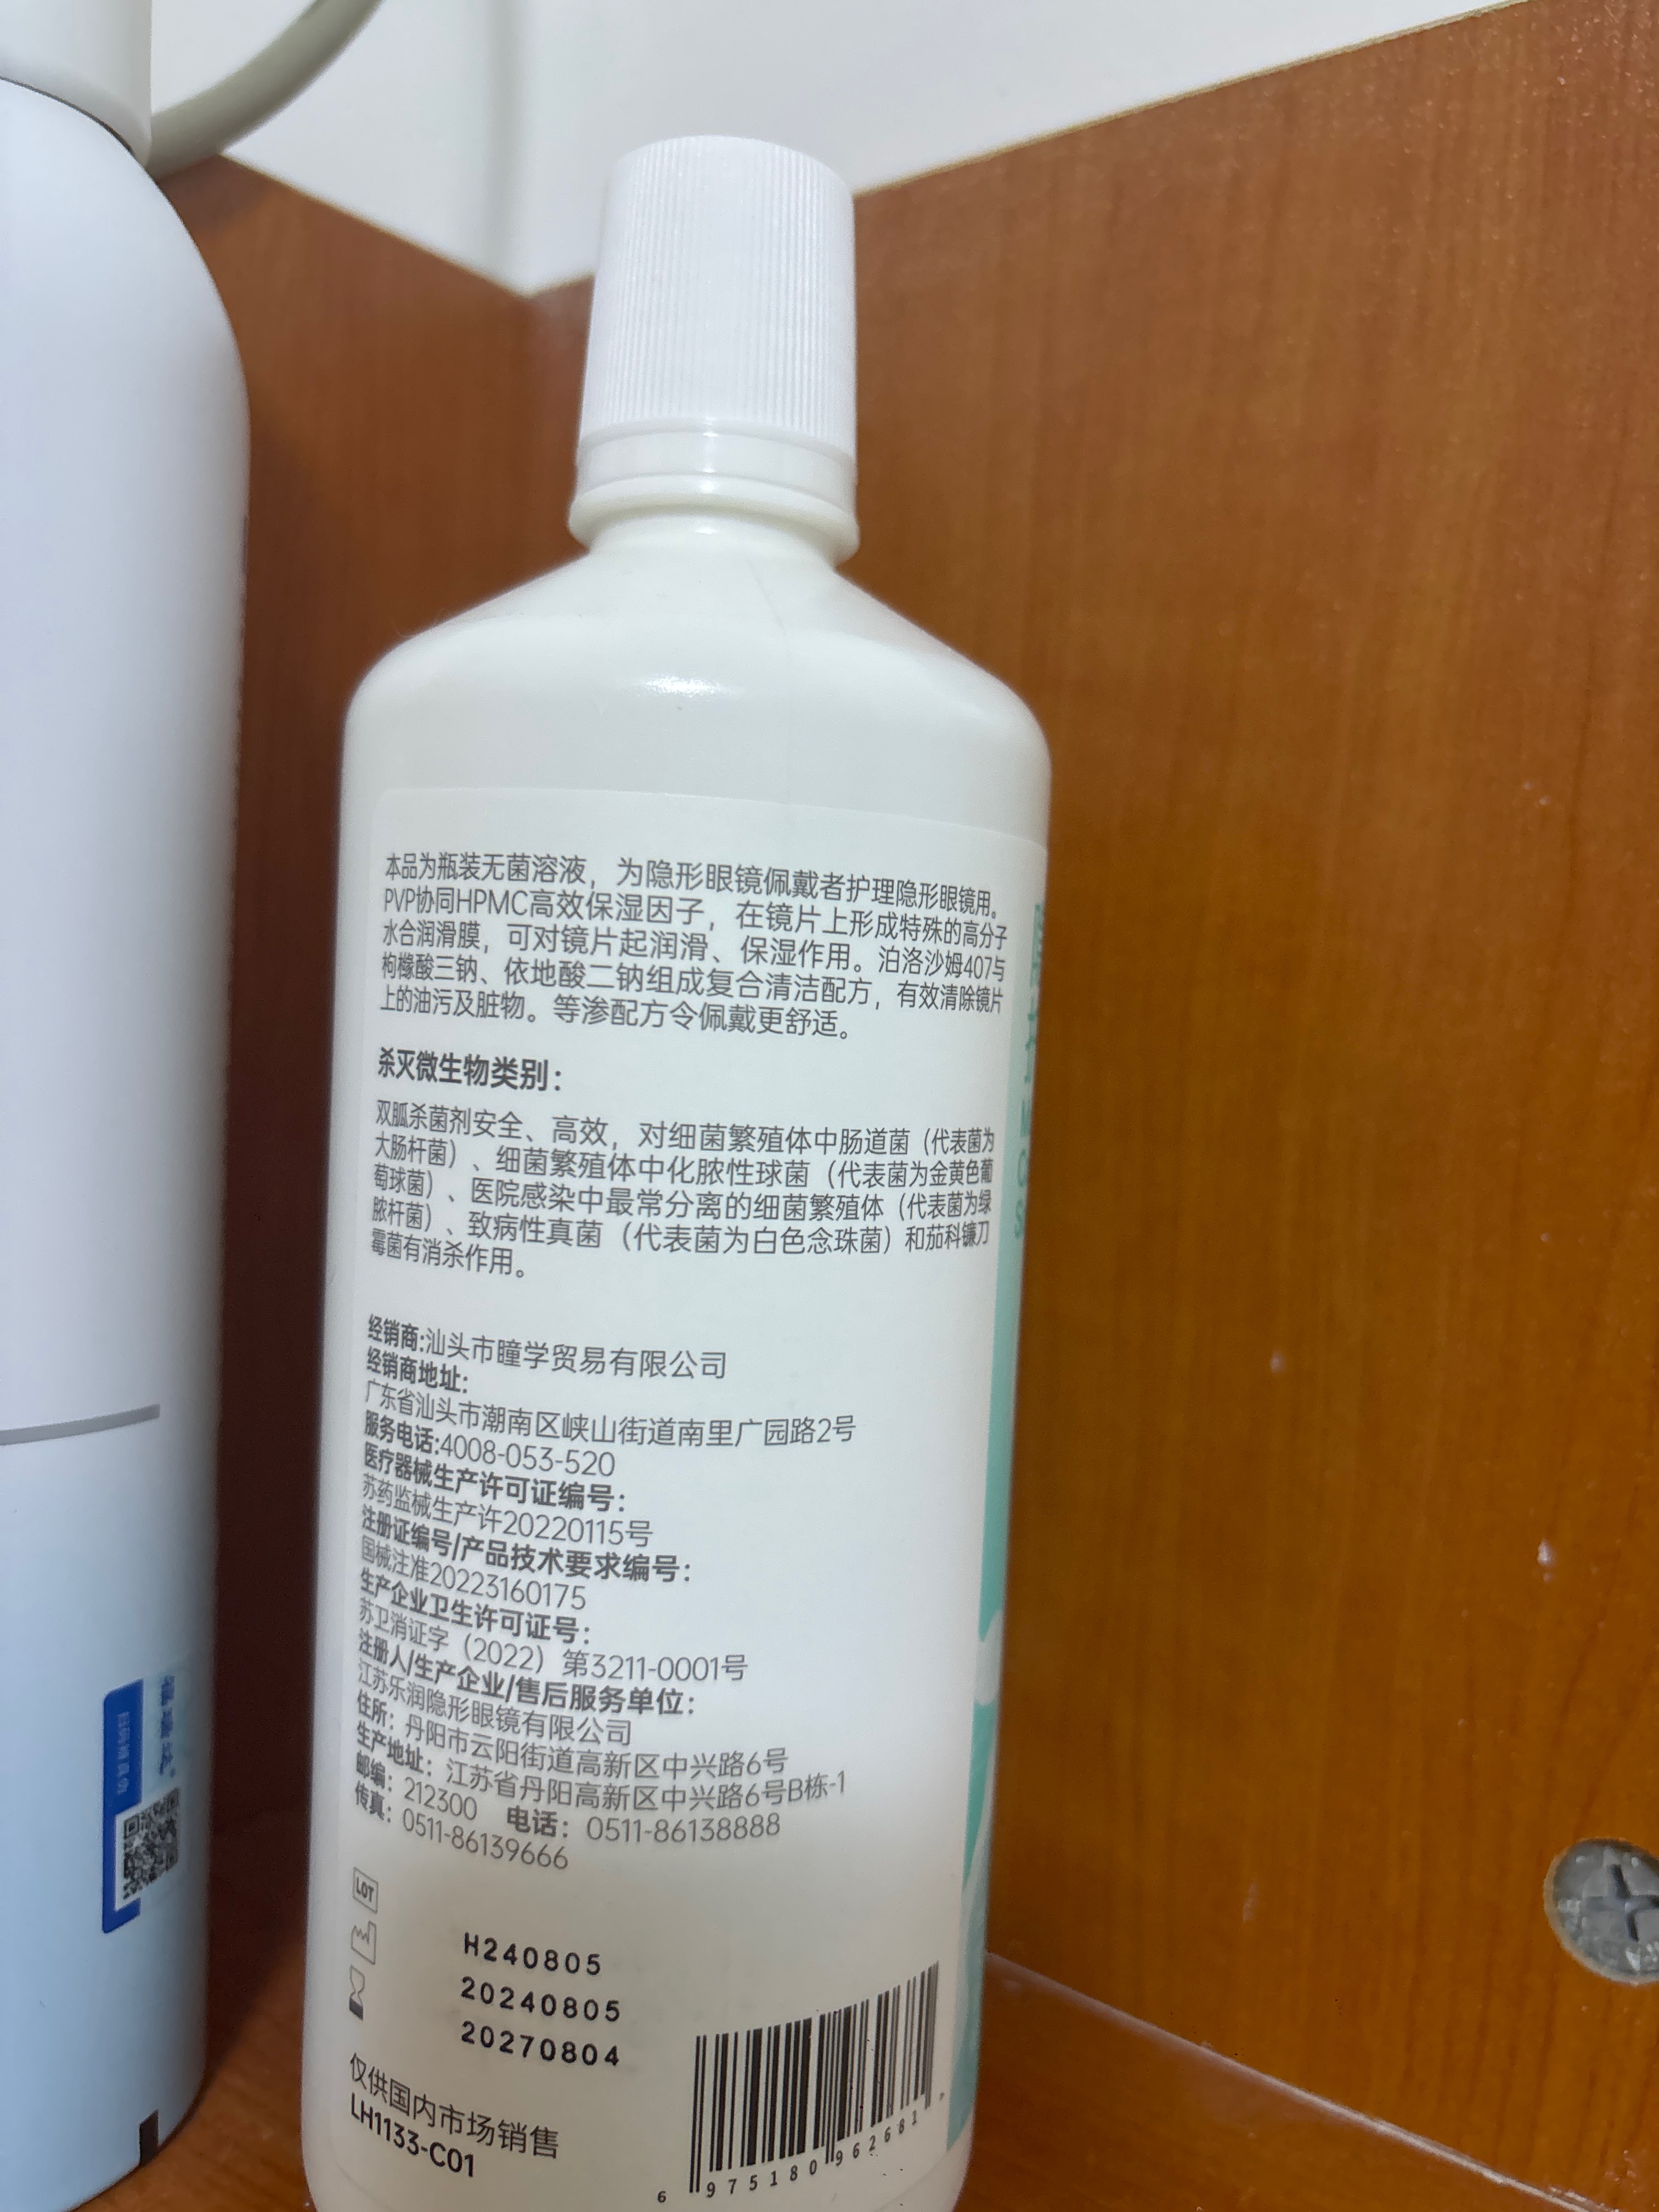 本品为瓶装无菌溶液，为隐形眼镜佩戴者护理隐形眼镜用。
PVP协同HPMC高效保湿因子，在镜片上形成特殊的高分子
水合润滑膜，可对镜片起润滑、保湿作用。泊洛沙姆407与
枸橼酸三钠、依地酸二钠组成复合清洁配方，有效清除镜片
上的油污及脏物。等渗配方令佩戴更舒适。
杀灭微生物类别：
双胍杀菌剂安全、高效，对细菌繁殖体中肠道菌（代表菌为
大肠杆菌）、细菌繁殖体中化脓性球菌（代表菌为金黄色葡
萄球菌）、医院感染中最常分离的细菌繁殖体（代表菌为绿
脓杆菌）、致病性真菌（代表菌为白色念珠菌）和茄科镰刀
霉菌有消杀作用。
经销商:汕头市瞳学贸易有限公司
经销商地址:
广东省汕头市潮南区峡山街道南里广园路2号
服务电话:4008-053-520
医疗器械生产许可证编号：
苏药监械生产许20220115号
注册证编号/产品技术要求编号：
国械注准20223160175
生产企业卫生许可证号：
苏卫消证字（2022）第3211-0001号
注册人/生产企业/售后服务单位：
江苏乐润隐形眼镜有限公司
住所：丹阳市云阳街道高新区中兴路6号
生产地址：江苏省丹阳高新区中兴路6号B栋-1
邮编：212300 电话：0511-86138888
传真：0511-86139666
LOT
H240805
20240805
20270804
仅供国内市场销售
LH1133-C01
6 975180 962681